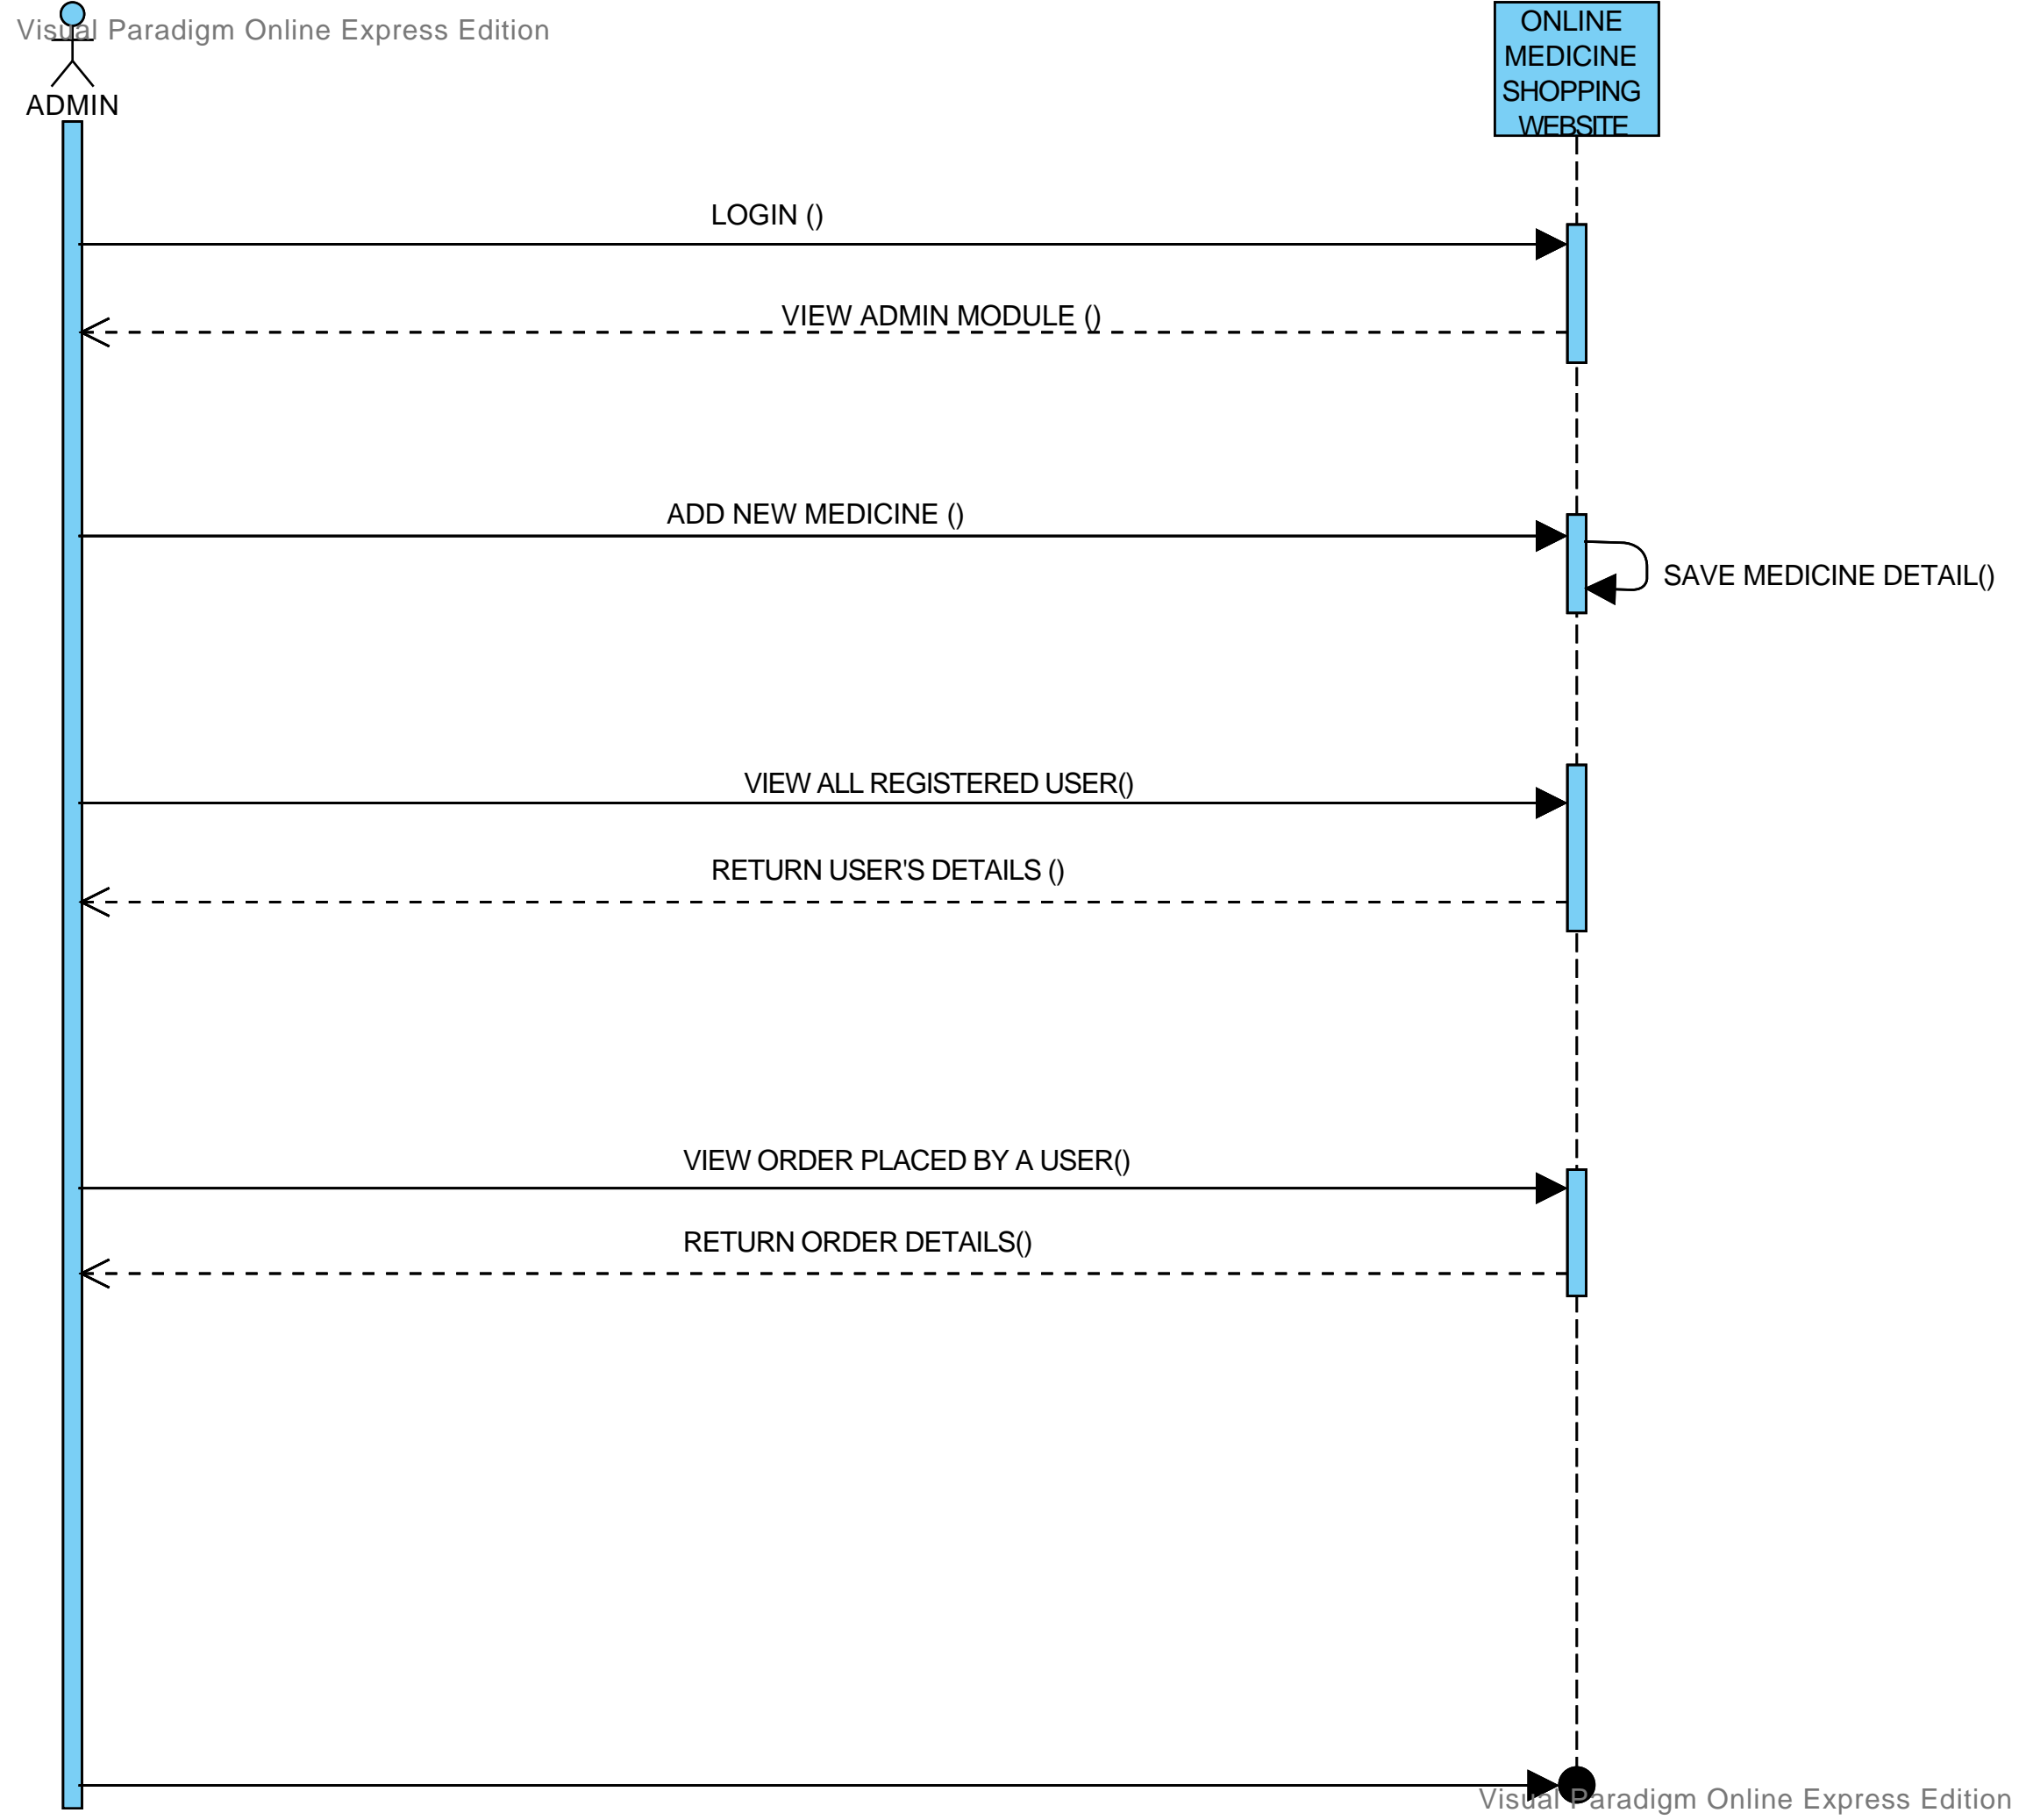 Visual Paradigm Online Express Edition
ADMIN
ONLINE
MEDICINE
SHOPPING
WEBSITE
LOGIN ()
VIEW ADMIN MODULE ()
ADD NEW MEDICINE ()
SAVE MEDICINE DETAIL()
VIEW ALL REGISTERED USER()
RETURN USER'S DETAILS ()
VIEW ORDER PLACED BY A USER()
RETURN ORDER DETAILS()
Visual Paradigm Online Express Edition